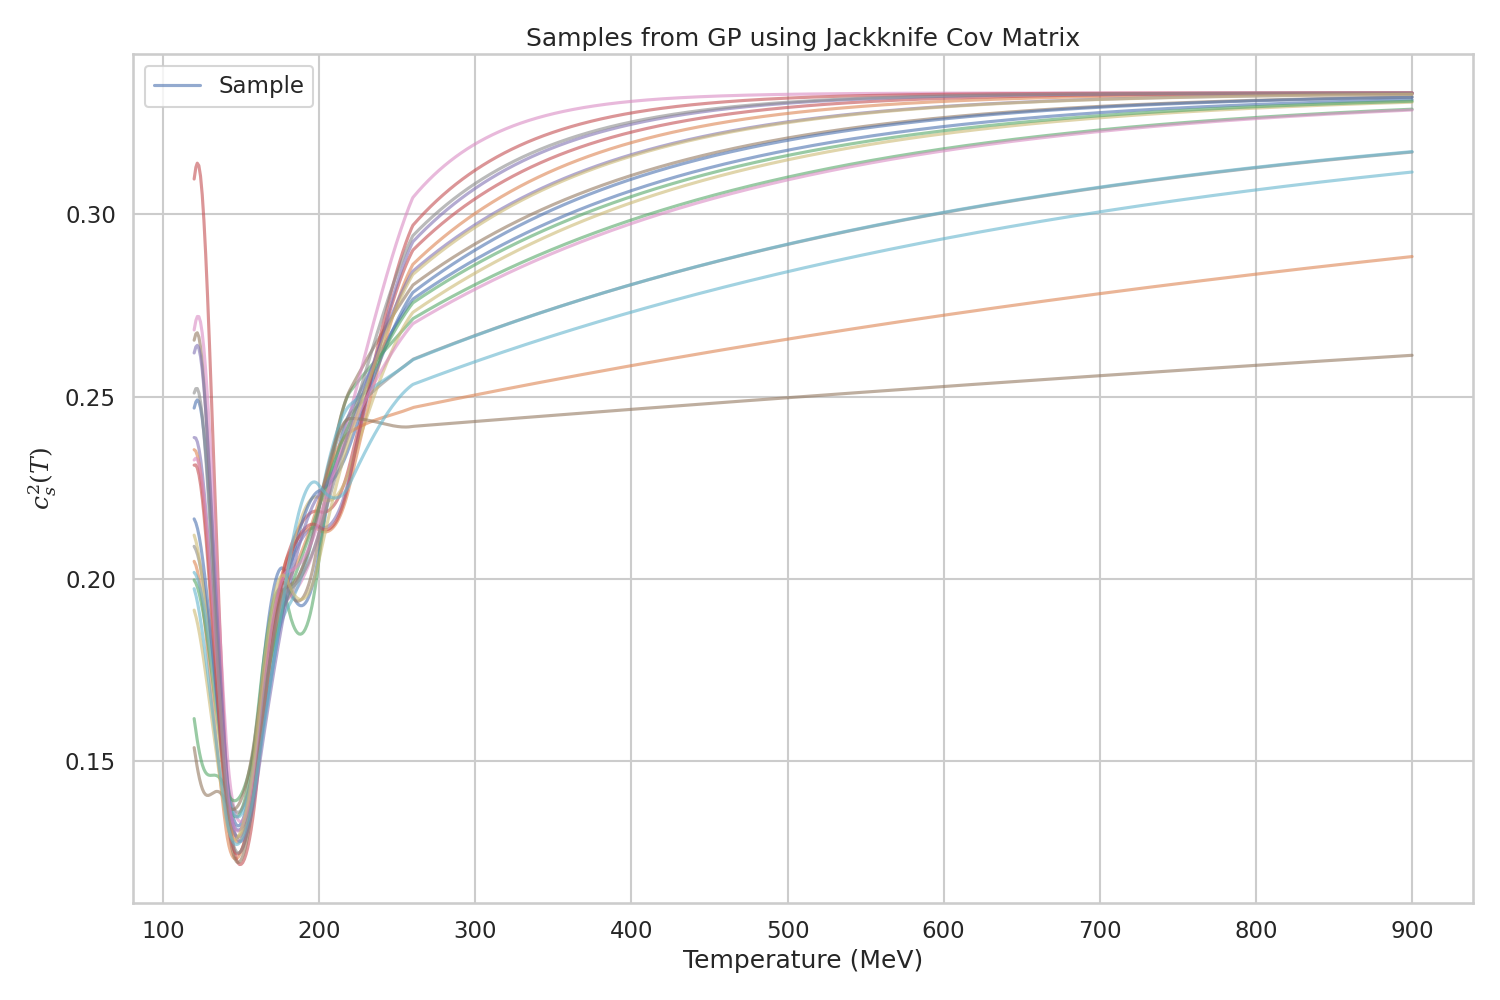 Samples from GP using Jackknife Cov Matrix
Sample
0.30
0.25
0.20
0.15
c_s^2(T)
100 200 300 400 500 600 700 800 900
Temperature (MeV)